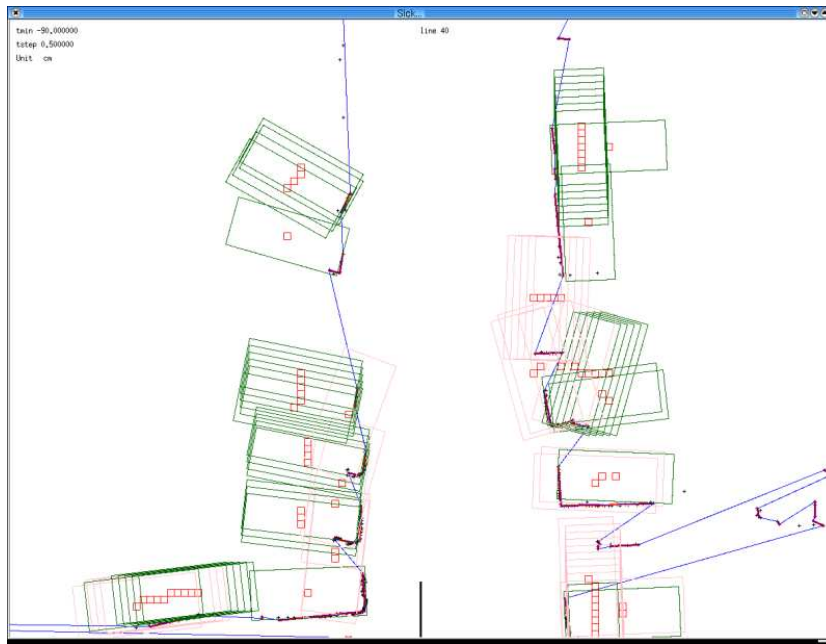 Sick...
tmin -90,000000
tstep 0,500000
Unit cm
line 40